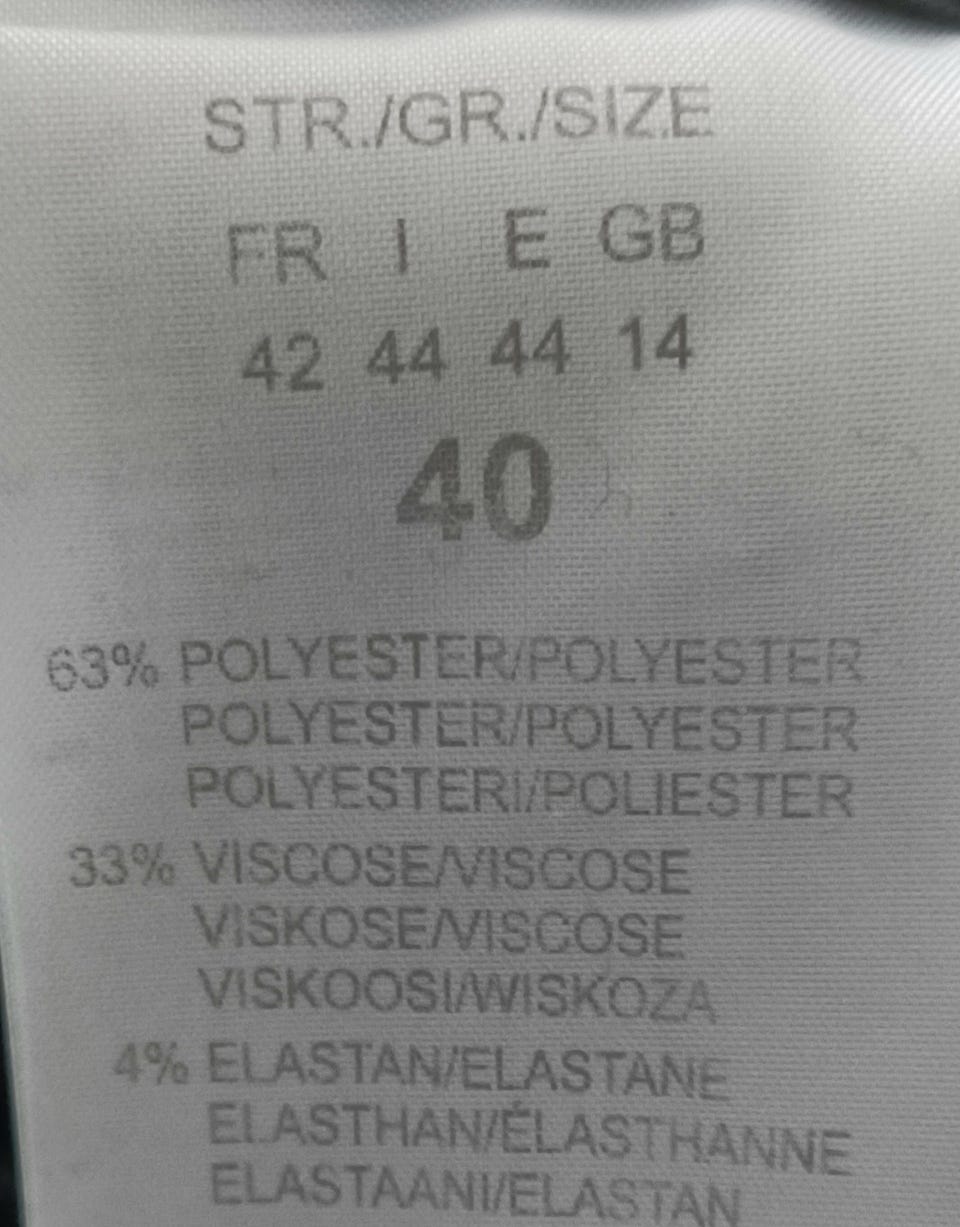 STR./GR./SIZE
FR I E GB
42 44 44 14
40
63% POLYESTER/POLYESTER
POLYESTER/POLYESTER
POLYESTERI/POLIESTER
33% VISCOSE/VISCOSE
VISKOSE/VISCOSE
VISKOOSI/WISKOZA
4% ELASTAN/ELASTANE
ELASTHAN/ÉLASTHANNE
ELASTAANI/ELASTAN